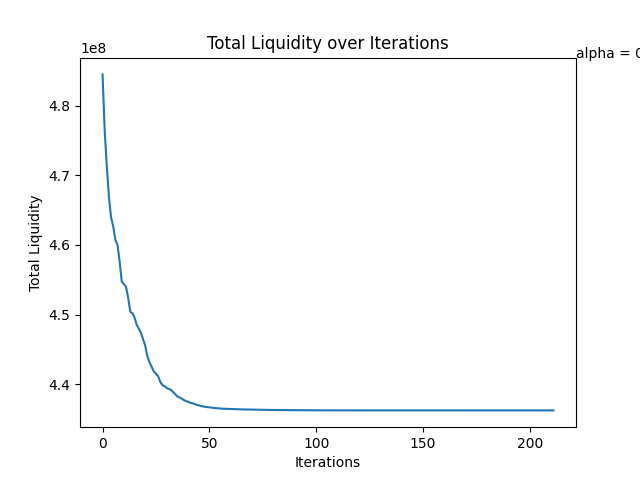 Total Liquidity over Iterations
1e8
alpha = 0
4.8
4.7
4.6
4.5
4.4
Total Liquidity
0 50 100 150 200
Iterations